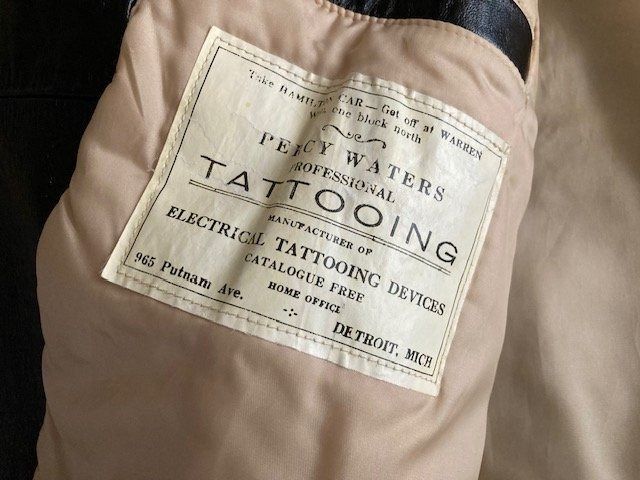 Take HAMILTON CAR — Get off at WARREN
Walk one block north
PERCY WATERS
PROFESSIONAL
TATTOOING
MANUFACTURER OF
ELECTRICAL TATTOOING DEVICES
CATALOGUE FREE
965 Putnam Ave. HOME OFFICE DETROIT, MICH